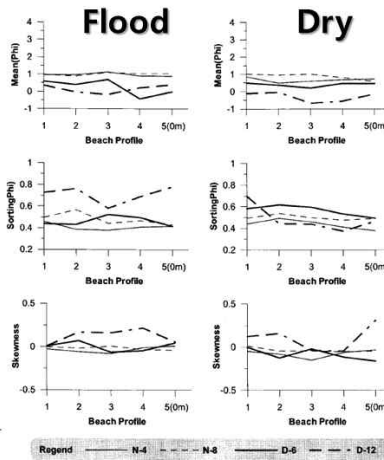 Flood Dry
Mean(Phi) 4 3 2 1 0 -1
1 2 3 4 5(0m)
Beach Profile
Mean(Phi) 4 3 2 1 0 -1
1 2 3 4 5(0m)
Beach Profile
SortingPhi) 1 0.8 0.6 0.4 0.2
1 2 3 4 5(0m)
Beach Profile
SortingPhi) 1 0.8 0.6 0.4 0.2
1 2 3 4 5(0m)
Beach Profile
Skewness 0.5 0 -0.5
1 2 3 4 5(0m)
Beach Profile
Skewness 0.5 0 -0.5
1 2 3 4 5(0m)
Beach Profile
Regend N-4 N-8 D-6 D-12